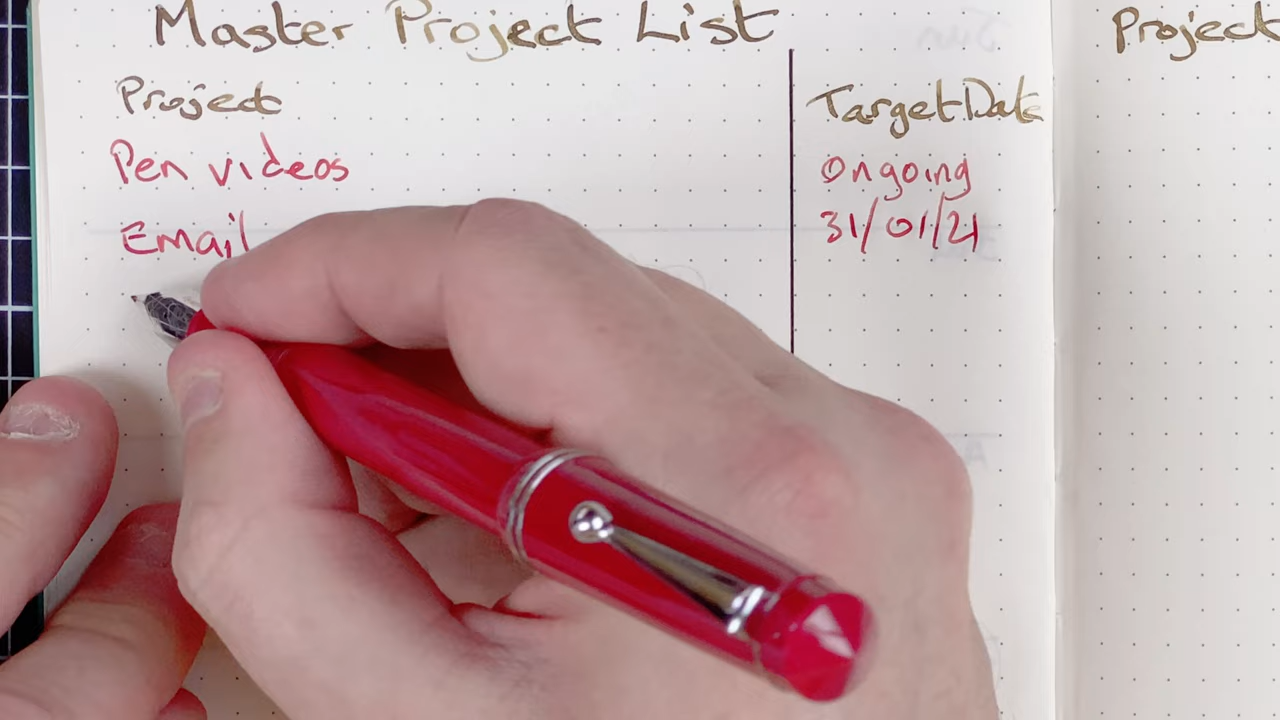 Master Project List
Project
Project Target Date
Pen videos Ongoing
Email 31/01/21